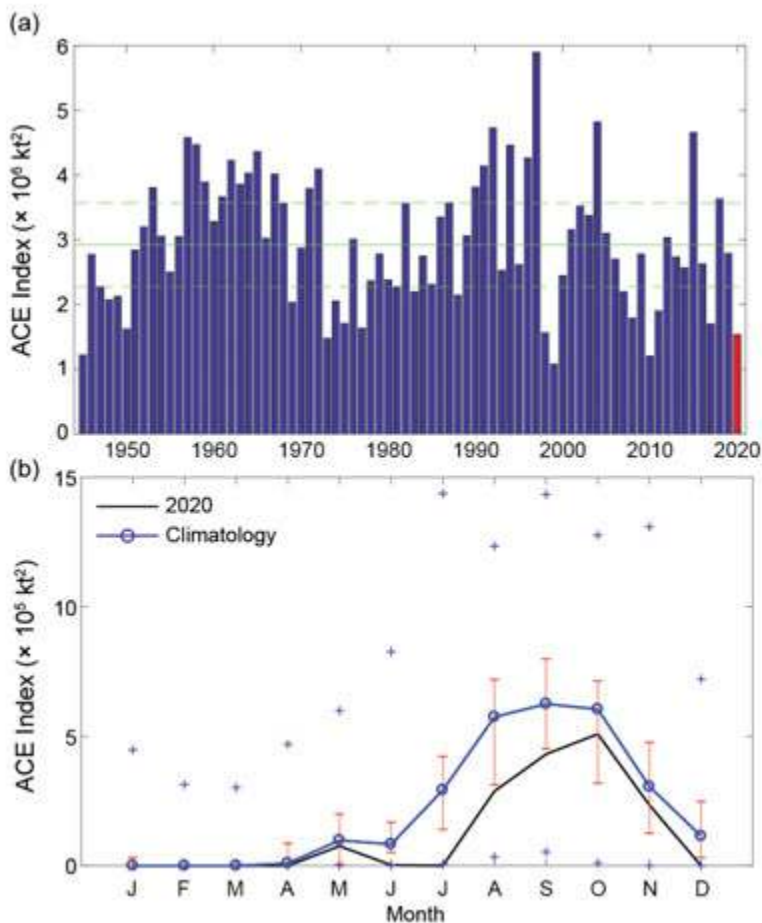 (a)
ACE Index (× 10⁶ kt²)
6
5
4
3
2
1
0
1950 1960 1970 1980 1990 2000 2010 2020
(b)
ACE Index (× 10⁵ kt²)
15
10
5
0
2020
Climatology
J F M A M J J A S O N D
Month